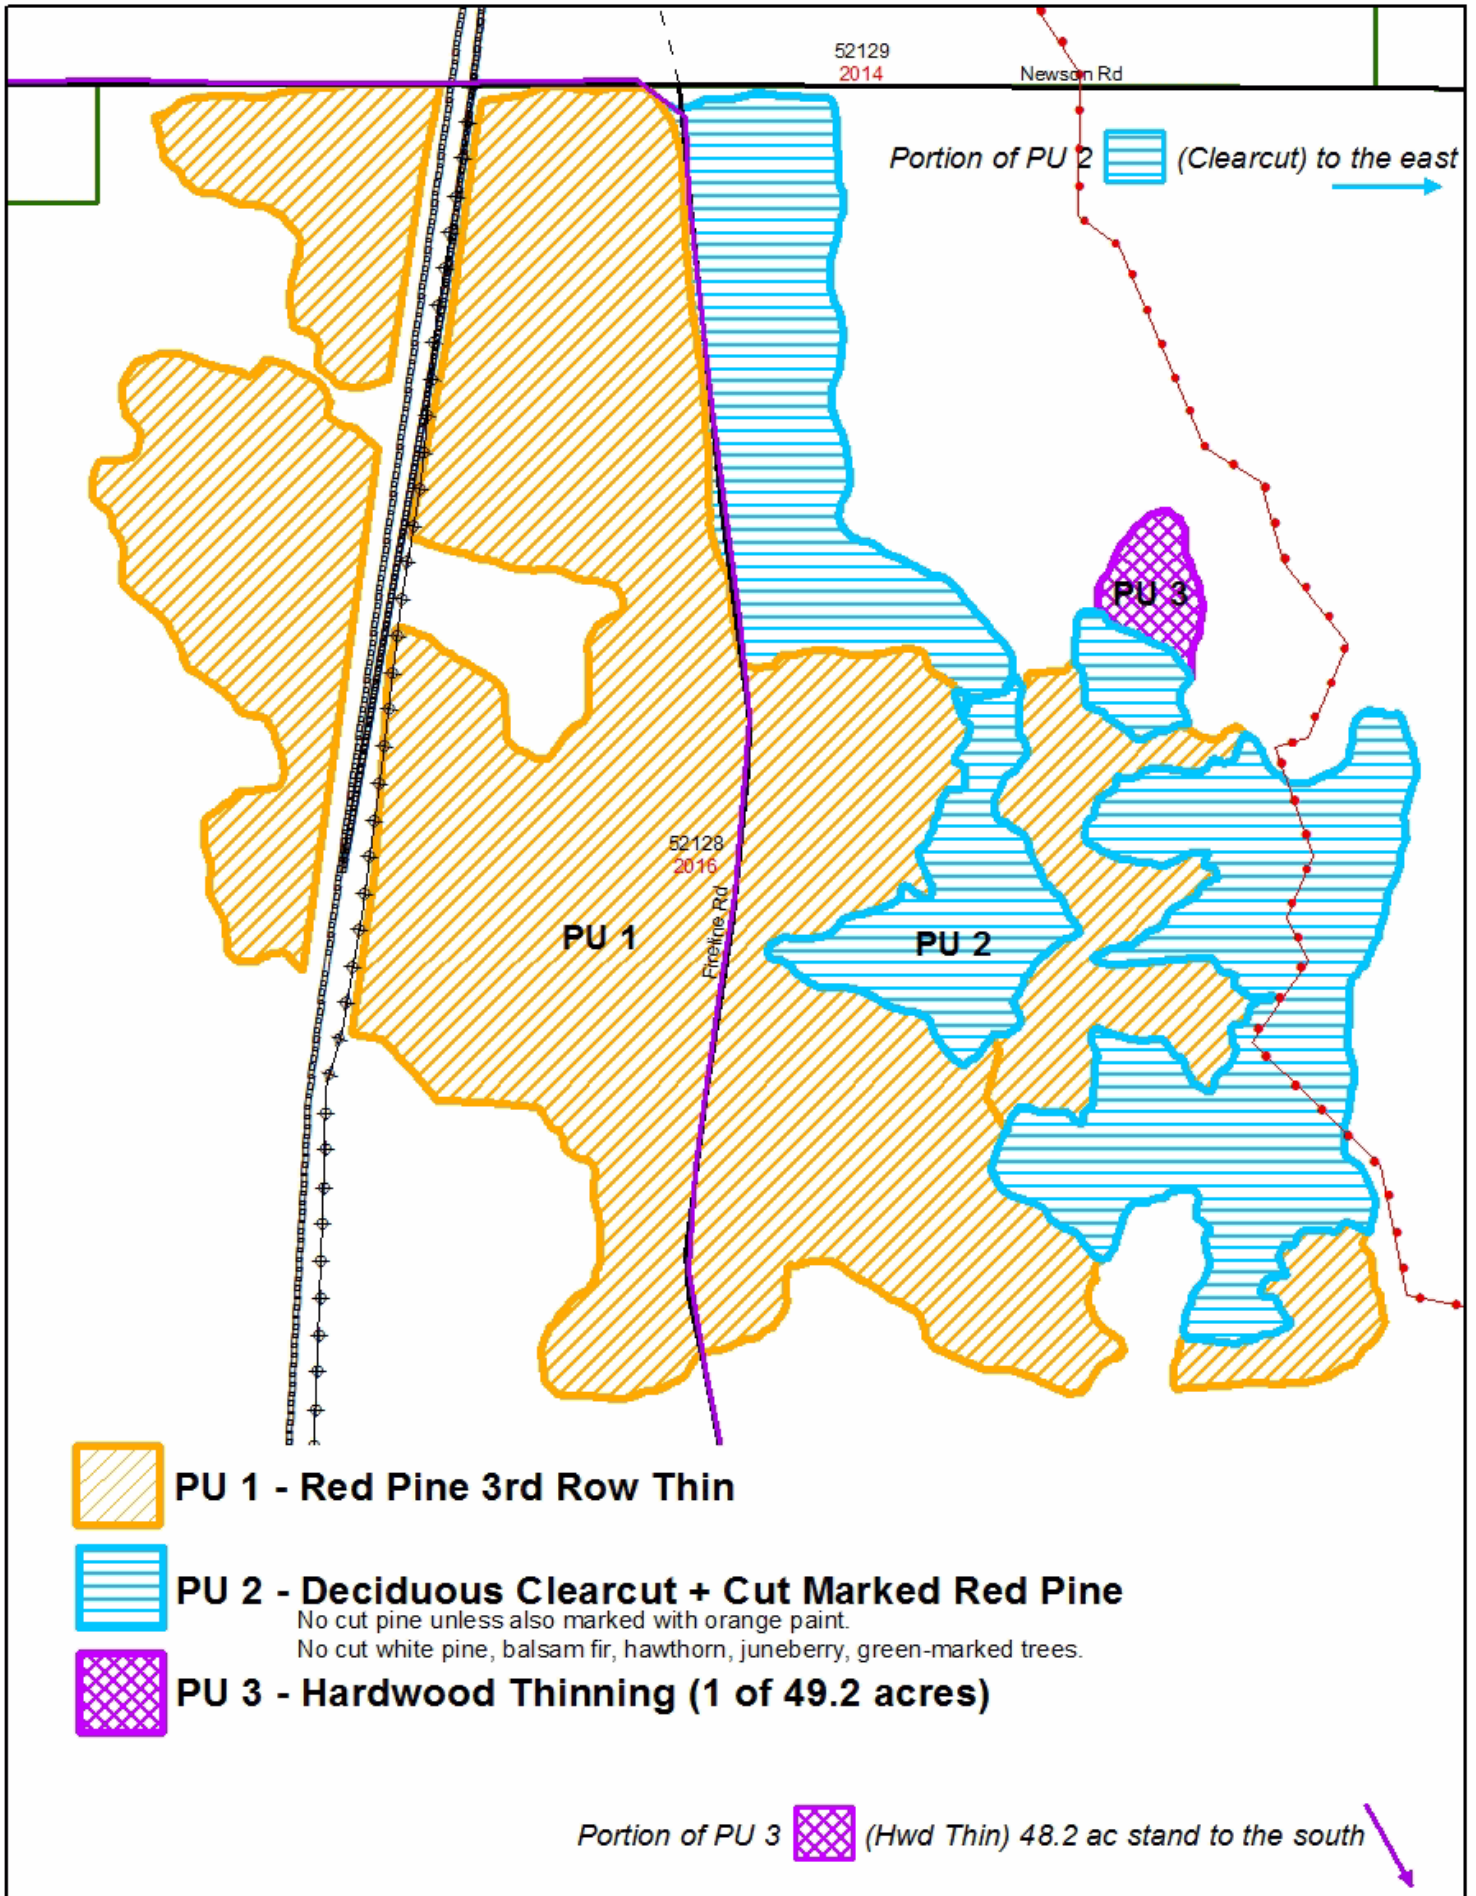 52129
2014
Newson Rd
Portion of PU 2 (Clearcut) to the east
PU 3
52128
2016
Fireline Rd
PU 1
PU 2
PU 1 - Red Pine 3rd Row Thin
PU 2 - Deciduous Clearcut + Cut Marked Red Pine
No cut pine unless also marked with orange paint.
No cut white pine, balsam fir, hawthorn, juneberry, green-marked trees.
PU 3 - Hardwood Thinning (1 of 49.2 acres)
Portion of PU 3 (Hwd Thin) 48.2 ac stand to the south